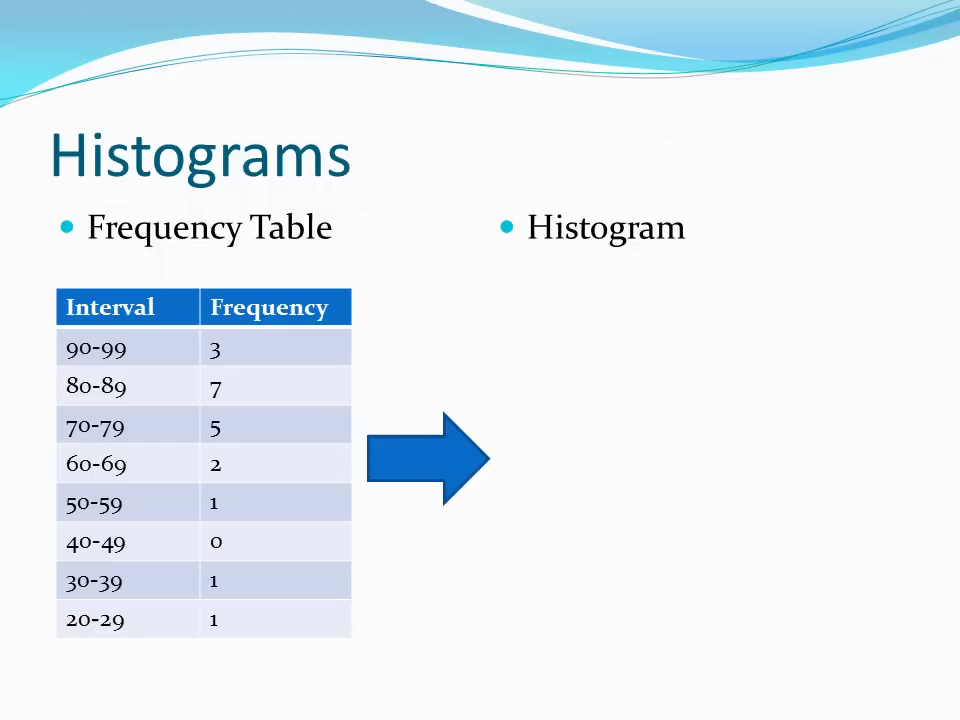 Histograms
Frequency Table
Histogram
Interval Frequency
90-99 3
80-89 7
70-79 5
60-69 2
50-59 1
40-49 0
30-39 1
20-29 1